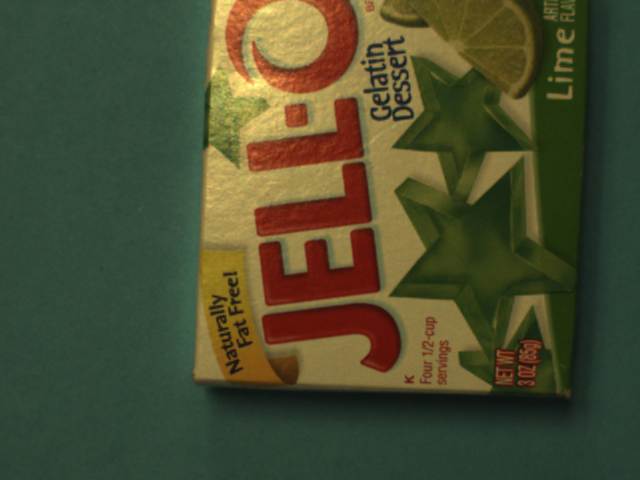 Naturally
Fat Free!
JELL-O
Gelatin
Dessert
Lime
K
Four 1/2-cup
servings
NET WT
3 OZ (85g)